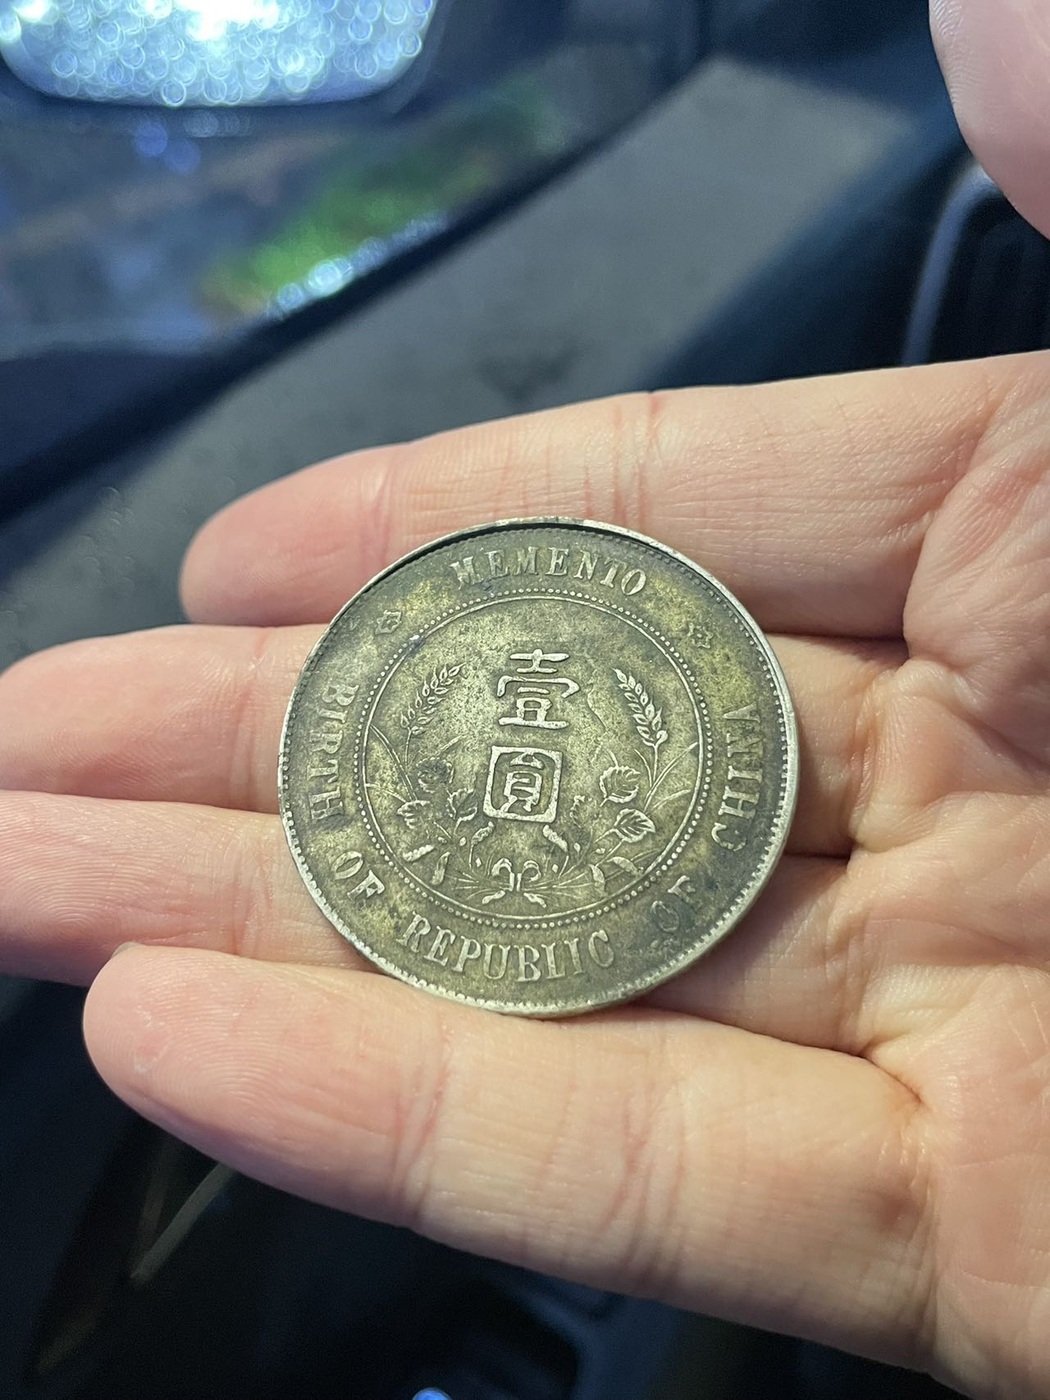 MEMENTO
BIRTH OF REPUBLIC OF CHINA
壹
圓